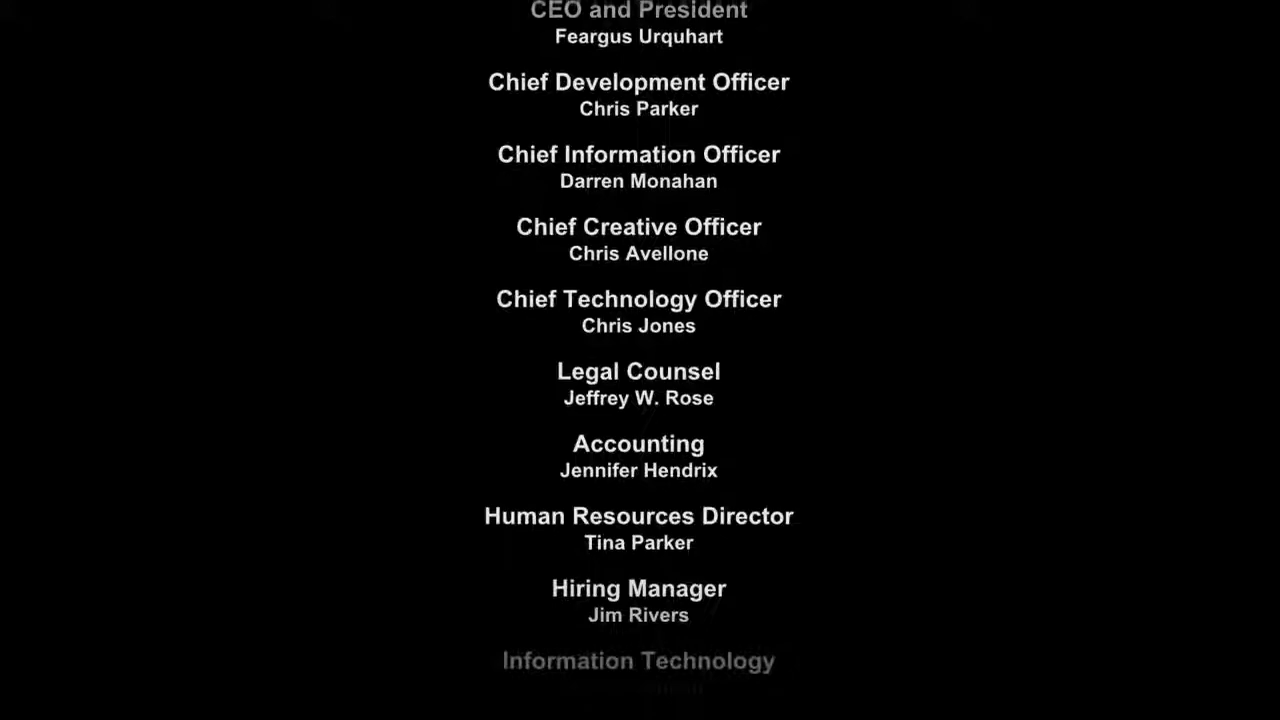 CEO and President
Feargus Urquhart
Chief Development Officer
Chris Parker
Chief Information Officer
Darren Monahan
Chief Creative Officer
Chris Avellone
Chief Technology Officer
Chris Jones
Legal Counsel
Jeffrey W. Rose
Accounting
Jennifer Hendrix
Human Resources Director
Tina Parker
Hiring Manager
Jim Rivers
Information Technology